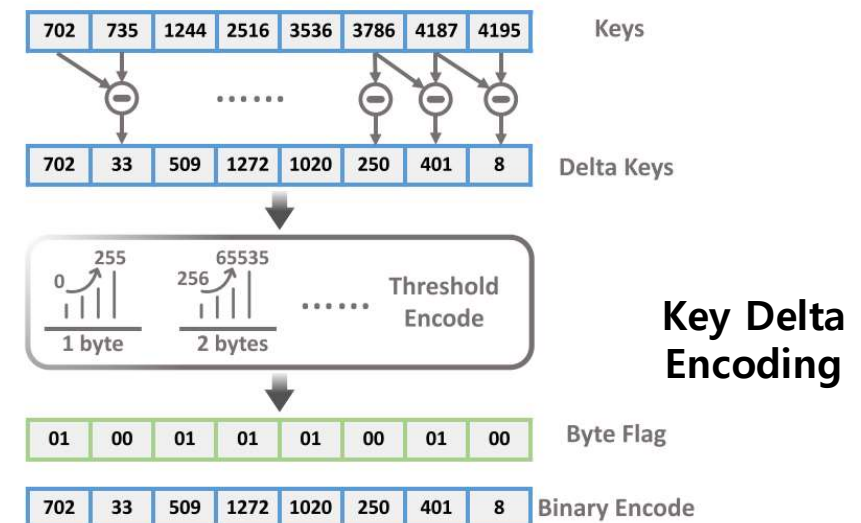 702 735 1244 2516 3536 3786 4187 4195 Keys
......
702 33 509 1272 1020 250 401 8 Delta Keys
0 255 256 65535
...... Threshold
Encode
1 byte 2 bytes
Key Delta
Encoding
01 00 01 01 01 00 01 00 Byte Flag
702 33 509 1272 1020 250 401 8 Binary Encode